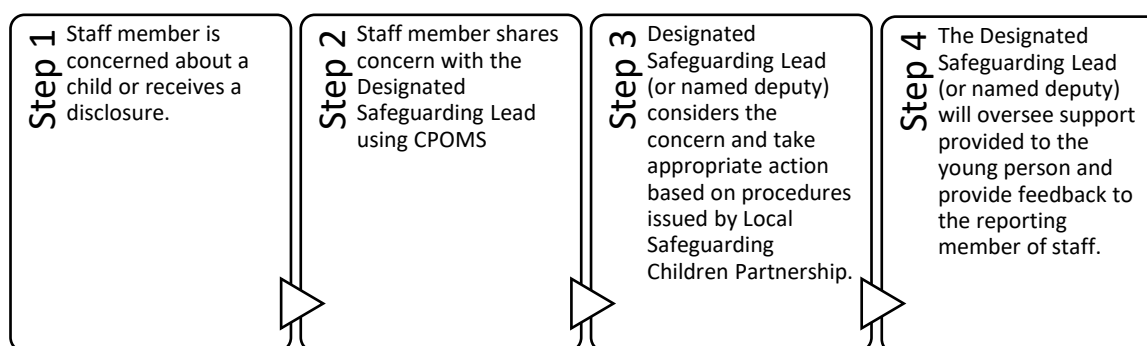 Step 1
Staff member is
concerned about a
child or receives a
disclosure.
Step 2
Staff member shares
concern with the
Designated
Safeguarding Lead
using CPOMS
Step 3
Designated
Safeguarding Lead
(or named deputy)
considers the
concern and take
appropriate action
based on procedures
issued by Local
Safeguarding
Children Partnership.
Step 4
The Designated
Safeguarding Lead
(or named deputy)
will oversee support
provided to the
young person and
provide feedback to
the reporting
member of staff.